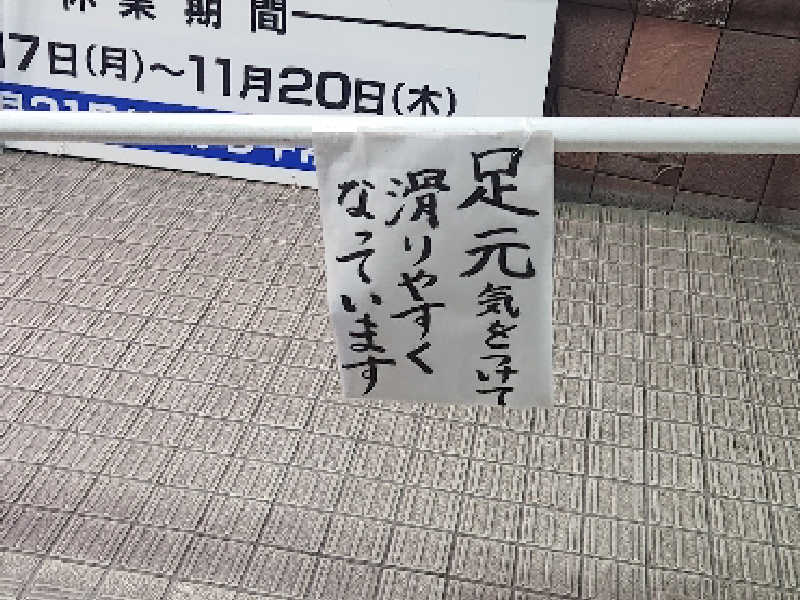 休業期間
7日(月)～11月20日(木)
足元気をつけて
滑りやすく
なっています